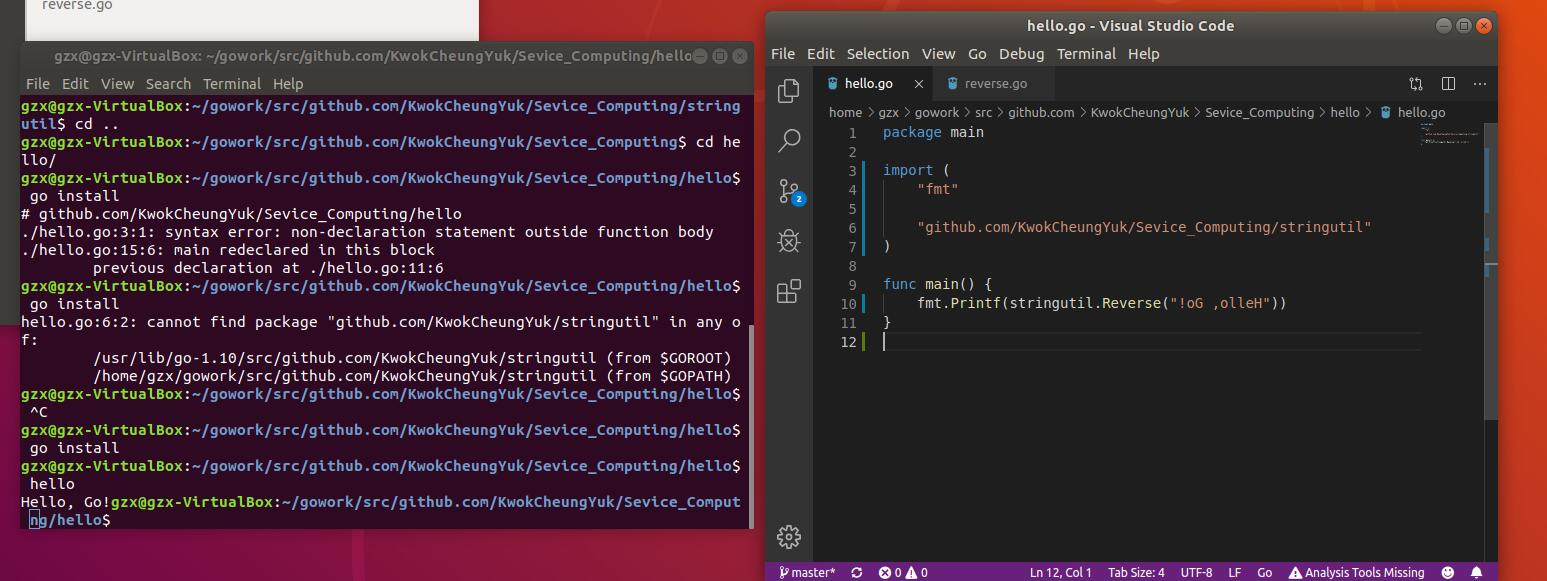 reverse.go
gzx@gzx-VirtualBox: ~/gowork/src/github.com/KwokCheungYuk/Sevice_Computing/hello
File Edit View Search Terminal Help
gzx@gzx-VirtualBox:~/gowork/src/github.com/KwokCheungYuk/Sevice_Computing/string
util$ cd ..
gzx@gzx-VirtualBox:~/gowork/src/github.com/KwokCheungYuk/Sevice_Computing$ cd he
llo/
gzx@gzx-VirtualBox:~/gowork/src/github.com/KwokCheungYuk/Sevice_Computing/hello$
go install
# github.com/KwokCheungYuk/Sevice_Computing/hello
./hello.go:3:1: syntax error: non-declaration statement outside function body
./hello.go:15:6: main redeclared in this block
previous declaration at ./hello.go:11:6
gzx@gzx-VirtualBox:~/gowork/src/github.com/KwokCheungYuk/Sevice_Computing/hello$
go install
hello.go:6:2: cannot find package "github.com/KwokCheungYuk/stringutil" in any o
f:
/usr/lib/go-1.10/src/github.com/KwokCheungYuk/stringutil (from $GOROOT)
/home/gzx/gowork/src/github.com/KwokCheungYuk/stringutil (from $GOPATH)
gzx@gzx-VirtualBox:~/gowork/src/github.com/KwokCheungYuk/Sevice_Computing/hello$
^C
gzx@gzx-VirtualBox:~/gowork/src/github.com/KwokCheungYuk/Sevice_Computing/hello$
go install
gzx@gzx-VirtualBox:~/gowork/src/github.com/KwokCheungYuk/Sevice_Computing/hello$
hello
Hello, Go!gzx@gzx-VirtualBox:~/gowork/src/github.com/KwokCheungYuk/Sevice_Comput
ng/hello$
hello.go - Visual Studio Code
File Edit Selection View Go Debug Terminal Help
hello.go reverse.go
home > gzx > gowork > src > github.com > KwokCheungYuk > Sevice_Computing > hello > hello.go
2
1 package main
2
3 import (
4 "fmt"
5
6 "github.com/KwokCheungYuk/Sevice_Computing/stringutil"
7 )
8
9 func main() {
10 fmt.Printf(stringutil.Reverse("!oG ,olleH"))
11 }
12
master* 0 0 Ln 12, Col 1 Tab Size: 4 UTF-8 LF Go Analysis Tools Missing